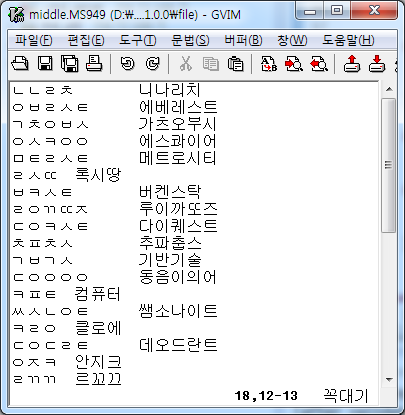 middle.MS949 (D:₩....1.0.0₩file) - GVIM
파일(F) 편집(E) 도구(T) 문법(S) 버퍼(B) 창(W) 도움말(H)
ㄴㄴㄹㅊ 니나리치
ㅇㅂㄹㅅㅌ 에베레스트
ㄱㅊㅇㅂㅅ 가츠오부시
ㅇㅅㅋㅇㅇ 에스콰이어
ㅁㅌㄹㅅㅌ 메트로시티
ㄹㅅㄸ 록시땅
ㅂㅋㅅㅌ 버켄스탁
ㄹㅇㄲㄸㅈ 루이까또즈
ㄷㅇㅋㅅㅌ 다이퀘스트
ㅊㅍㅊㅅ 추파춥스
ㄱㅂㄱㅅ 기반기술
ㄷㅇㅇㅇㅇ 동음이의어
ㅋㅍㅌ 컴퓨터
ㅆㅅㄴㅇㅌ 쌤소나이트
ㅋㄹㅇ 클로에
ㄷㅇㄷㄹㅌ 데오드란트
ㅇㅈㅋ 안지크
ㄹㄲㄲ 르꼬끄
18,12-13 꼭대기